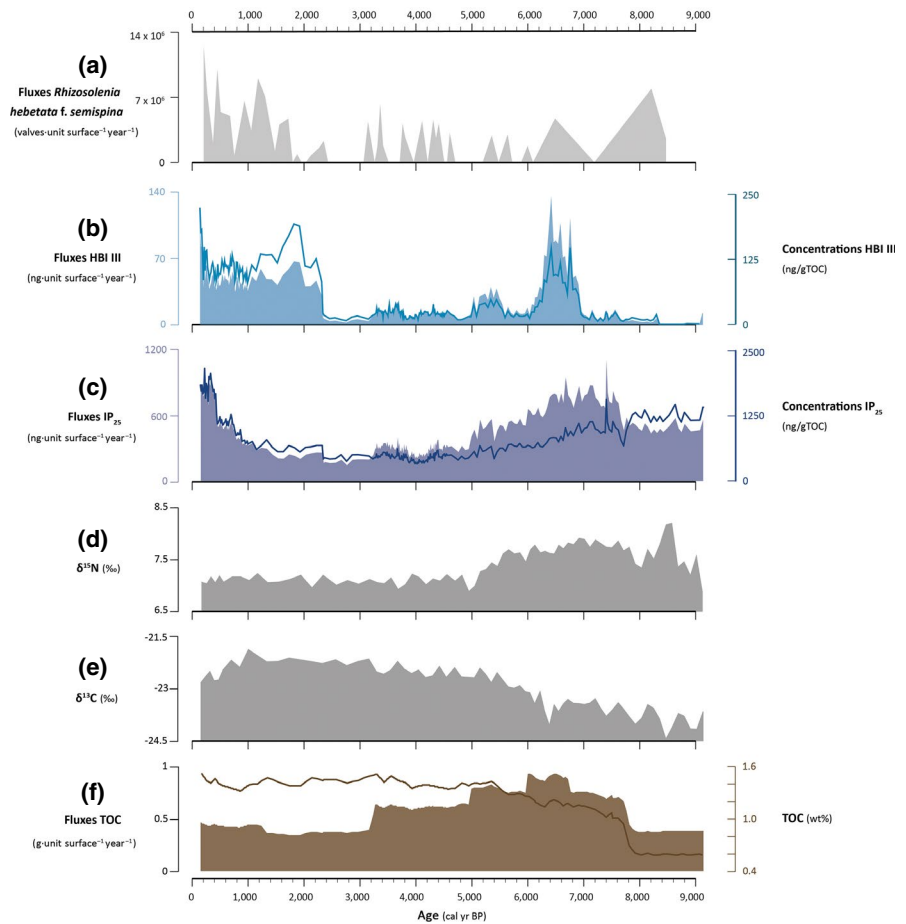 0 1,000 2,000 3,000 4,000 5,000 6,000 7,000 8,000 9,000
(a)
Fluxes Rhizosolenia
hebetata f. semispina
(valves·unit surface⁻¹ year⁻¹)
14 x 10⁶
7 x 10⁶
0
(b)
Fluxes HBI III
(ng·unit surface⁻¹ year⁻¹)
140
70
0
250
125
0
Concentrations HBI III
(ng/gTOC)
(c)
Fluxes IP₂₅
(ng·unit surface⁻¹ year⁻¹)
1200
600
0
2500
1250
0
Concentrations IP₂₅
(ng/gTOC)
(d)
δ¹⁵N (‰)
8.5
7.5
6.5
(e)
δ¹³C (‰)
-21.5
-23
-24.5
(f)
Fluxes TOC
(g·unit surface⁻¹ year⁻¹)
1
0.5
0
1.6
1.0
0.4
TOC (wt%)
0 1,000 2,000 3,000 4,000 5,000 6,000 7,000 8,000 9,000
Age (cal yr BP)